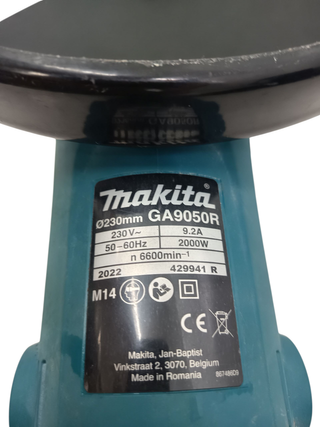 makita®
Ø230mm GA9050R
230V~ 9.2A
50–60Hz 2000W
n 6600min⁻¹
2022 429941 R
M14
CE
Makita, Jan-Baptist
Vinkstraat 2, 3070, Belgium
Made in Romania